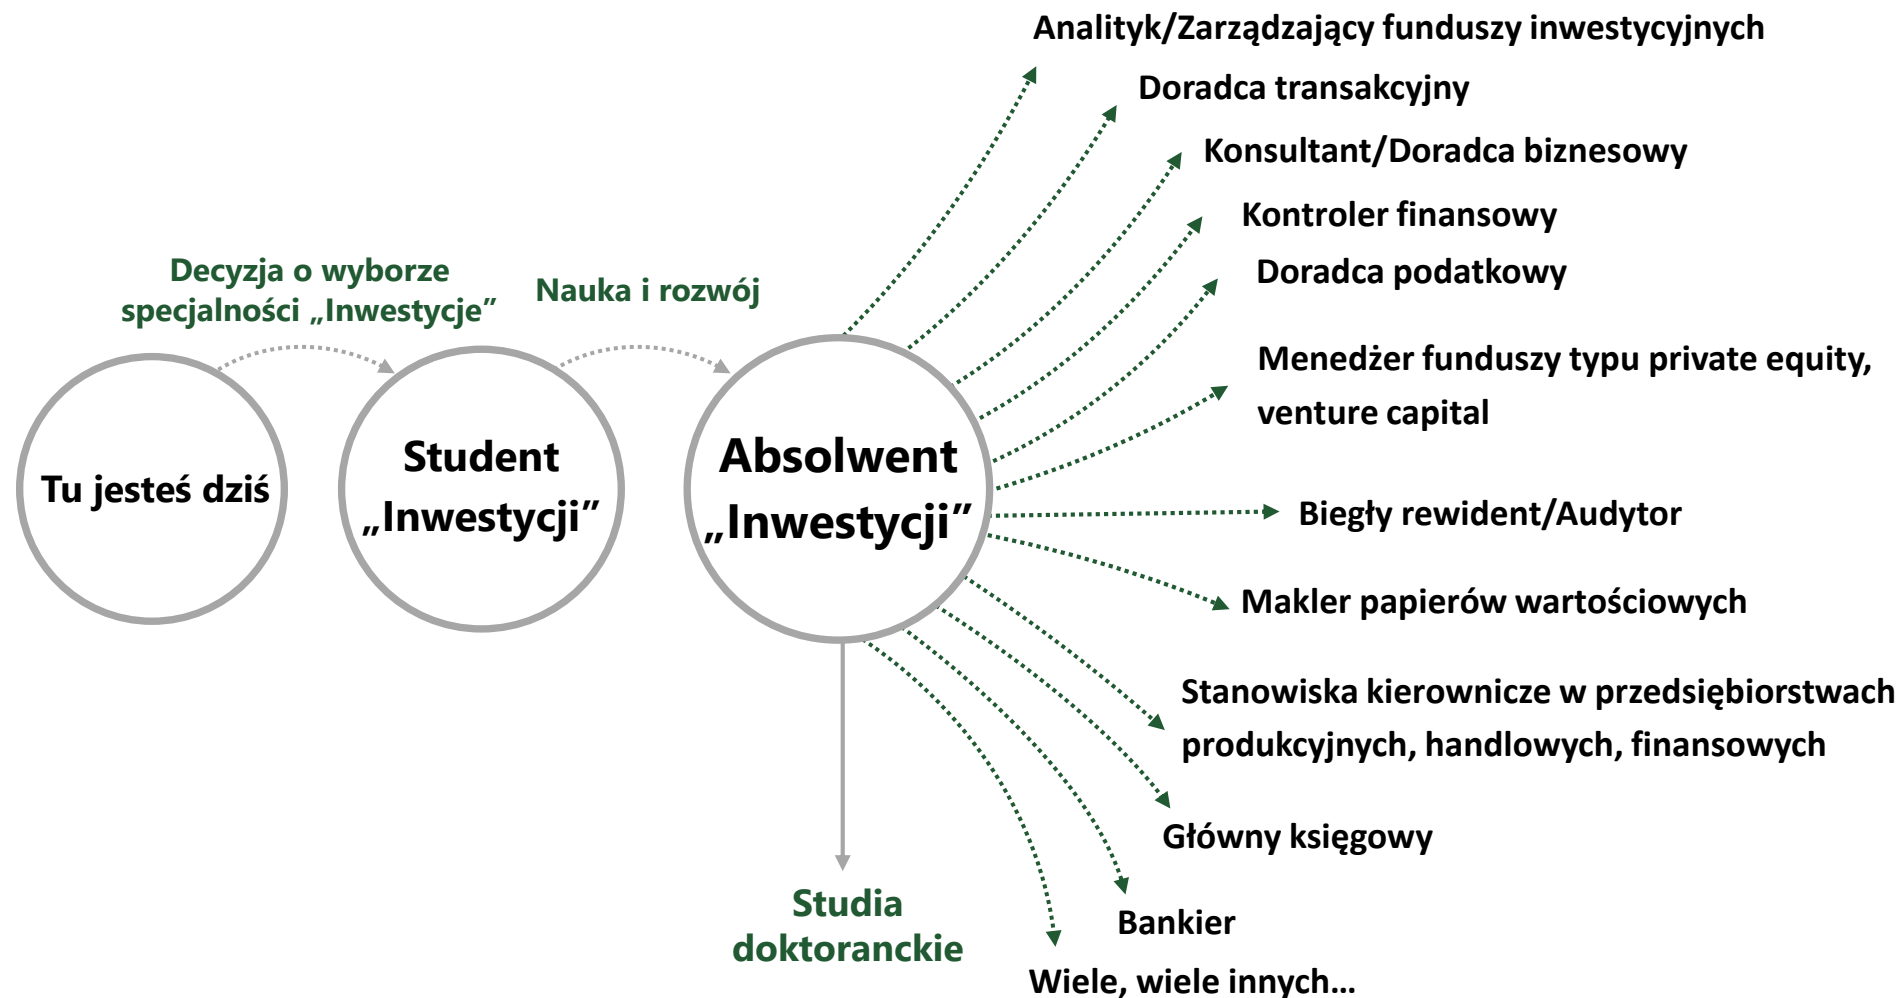 Analityk/Zarządzający funduszy inwestycyjnych
Doradca transakcyjny
Konsultant/Doradca biznesowy
Kontroler finansowy
Doradca podatkowy
Decyzja o wyborze
specjalności „Inwestycje”
Nauka i rozwój
Menedżer funduszy typu private equity,
venture capital
Tu jesteś dziś
Student
„Inwestycji”
Absolwent
„Inwestycji”
Biegły rewident/Audytor
Makler papierów wartościowych
Stanowiska kierownicze w przedsiębiorstwach
produkcyjnych, handlowych, finansowych
Główny księgowy
Studia
doktoranckie
Bankier
Wiele, wiele innych…